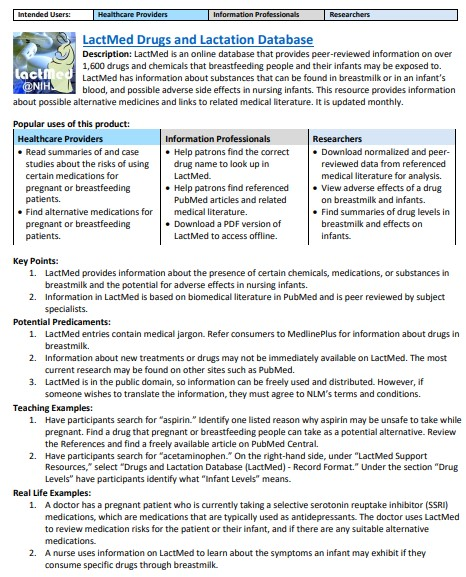 Intended Users: Healthcare Providers Information Professionals Researchers
LactMed @NIH
LactMed Drugs and Lactation Database
Description: LactMed is an online database that provides peer-reviewed information on over
1,600 drugs and chemicals that breastfeeding people and their infants may be exposed to.
LactMed has information about substances that can be found in breastmilk or in an infant's
blood, and possible adverse side effects in nursing infants. This resource provides information
about possible alternative medicines and links to related medical literature. It is updated monthly.
Popular uses of this product:
Healthcare Providers
• Read summaries of and case
studies about the risks of using
certain medications for
pregnant or breastfeeding
patients.
• Find alternative medications for
pregnant or breastfeeding
patients.
Information Professionals
• Help patrons find the correct
drug name to look up in
LactMed.
• Help patrons find referenced
PubMed articles and related
medical literature.
• Download a PDF version of
LactMed to access offline.
Researchers
• Download normalized and peer-
reviewed data from referenced
medical literature for analysis.
• View adverse effects of a drug
on breastmilk and infants.
• Find summaries of drug levels in
breastmilk and effects on
infants.
Key Points:
1. LactMed provides information about the presence of certain chemicals, medications, or substances in
breastmilk and the potential for adverse effects in nursing infants.
2. Information in LactMed is based on biomedical literature in PubMed and is peer reviewed by subject
specialists.
Potential Predicaments:
1. LactMed entries contain medical jargon. Refer consumers to MedlinePlus for information about drugs in
breastmilk.
2. Information about new treatments or drugs may not be immediately available on LactMed. The most
current research may be found on other sites such as PubMed.
3. LactMed is in the public domain, so information can be freely used and distributed. However, if
someone wishes to translate the information, they must agree to NLM's terms and conditions.
Teaching Examples:
1. Have participants search for "aspirin." Identify one listed reason why aspirin may be unsafe to take while
pregnant. Find a drug that pregnant or breastfeeding people can take as a potential alternative. Review
the References and find a freely available article on PubMed Central.
2. Have participants search for "acetaminophen." On the right-hand side, under "LactMed Support
Resources," select "Drugs and Lactation Database (LactMed) - Record Format." Under the section "Drug
Levels" have participants identify what "Infant Levels" means.
Real Life Examples:
1. A doctor has a pregnant patient who is currently taking a selective serotonin reuptake inhibitor (SSRI)
medications, which are medications that are typically used as antidepressants. The doctor uses LactMed
to review medication risks for the patient or their infant, and if there are any suitable alternative
medications.
2. A nurse uses information on LactMed to learn about the symptoms an infant may exhibit if they
consume specific drugs through breastmilk.